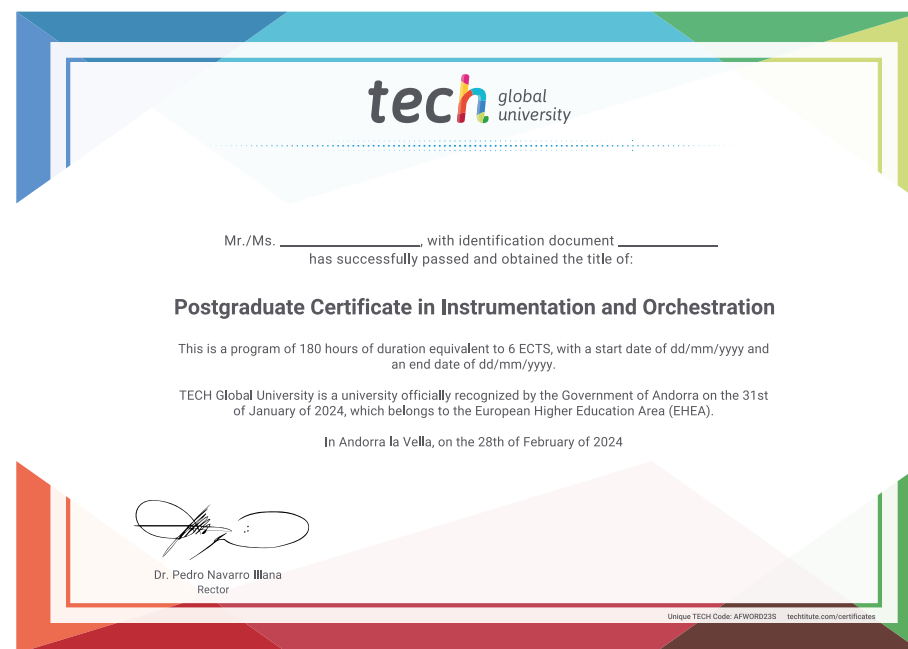 tech global university
Mr./Ms. ____________, with identification document ____________
has successfully passed and obtained the title of:
Postgraduate Certificate in Instrumentation and Orchestration
This is a program of 180 hours of duration equivalent to 6 ECTS, with a start date of dd/mm/yyyy and
an end date of dd/mm/yyyy.
TECH Global University is a university officially recognized by the Government of Andorra on the 31st
of January of 2024, which belongs to the European Higher Education Area (EHEA).
In Andorra la Vella, on the 28th of February of 2024
Dr. Pedro Navarro Illana
Rector
Unique TECH Code: AFWORD23S techtitute.com/certificates